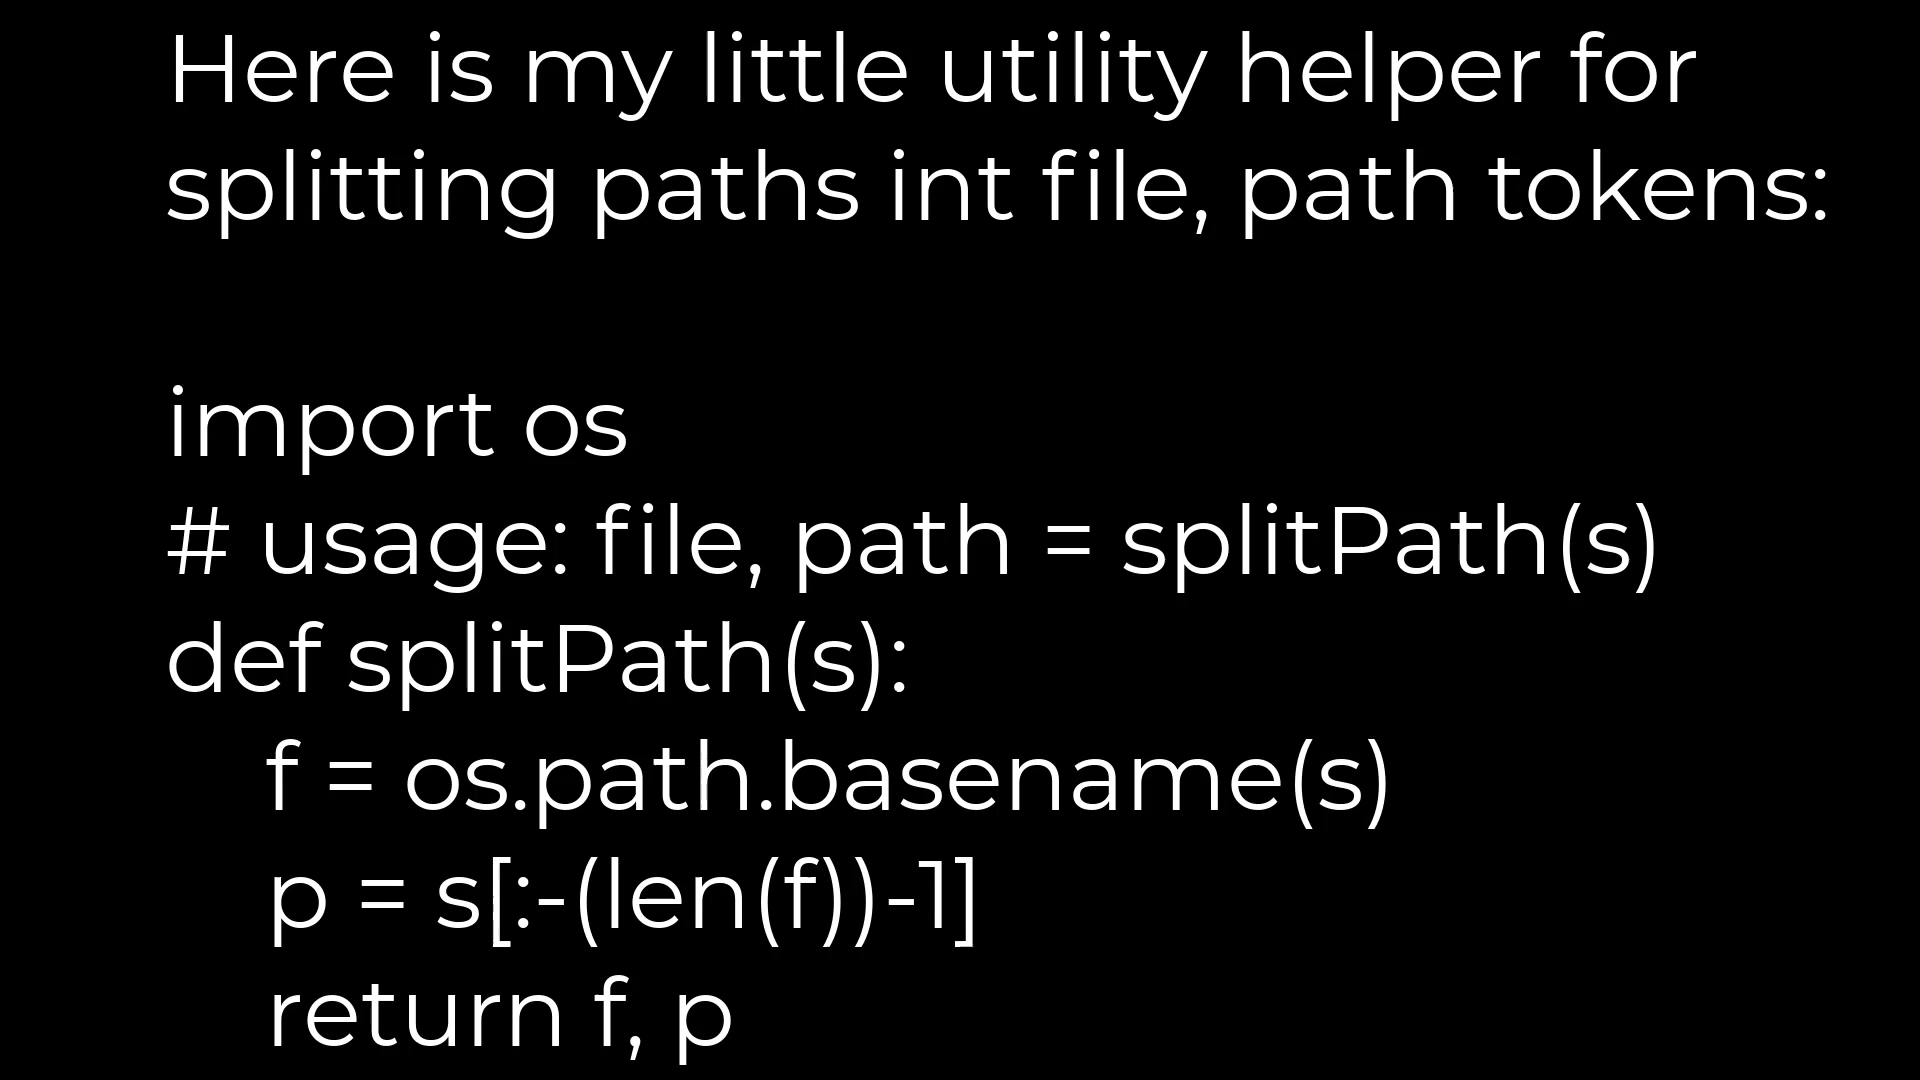 Here is my little utility helper for
splitting paths int file, path tokens:

import os
# usage: file, path = splitPath(s)
def splitPath(s):
    f = os.path.basename(s)
    p = s[:-(len(f))-1]
    return f, p